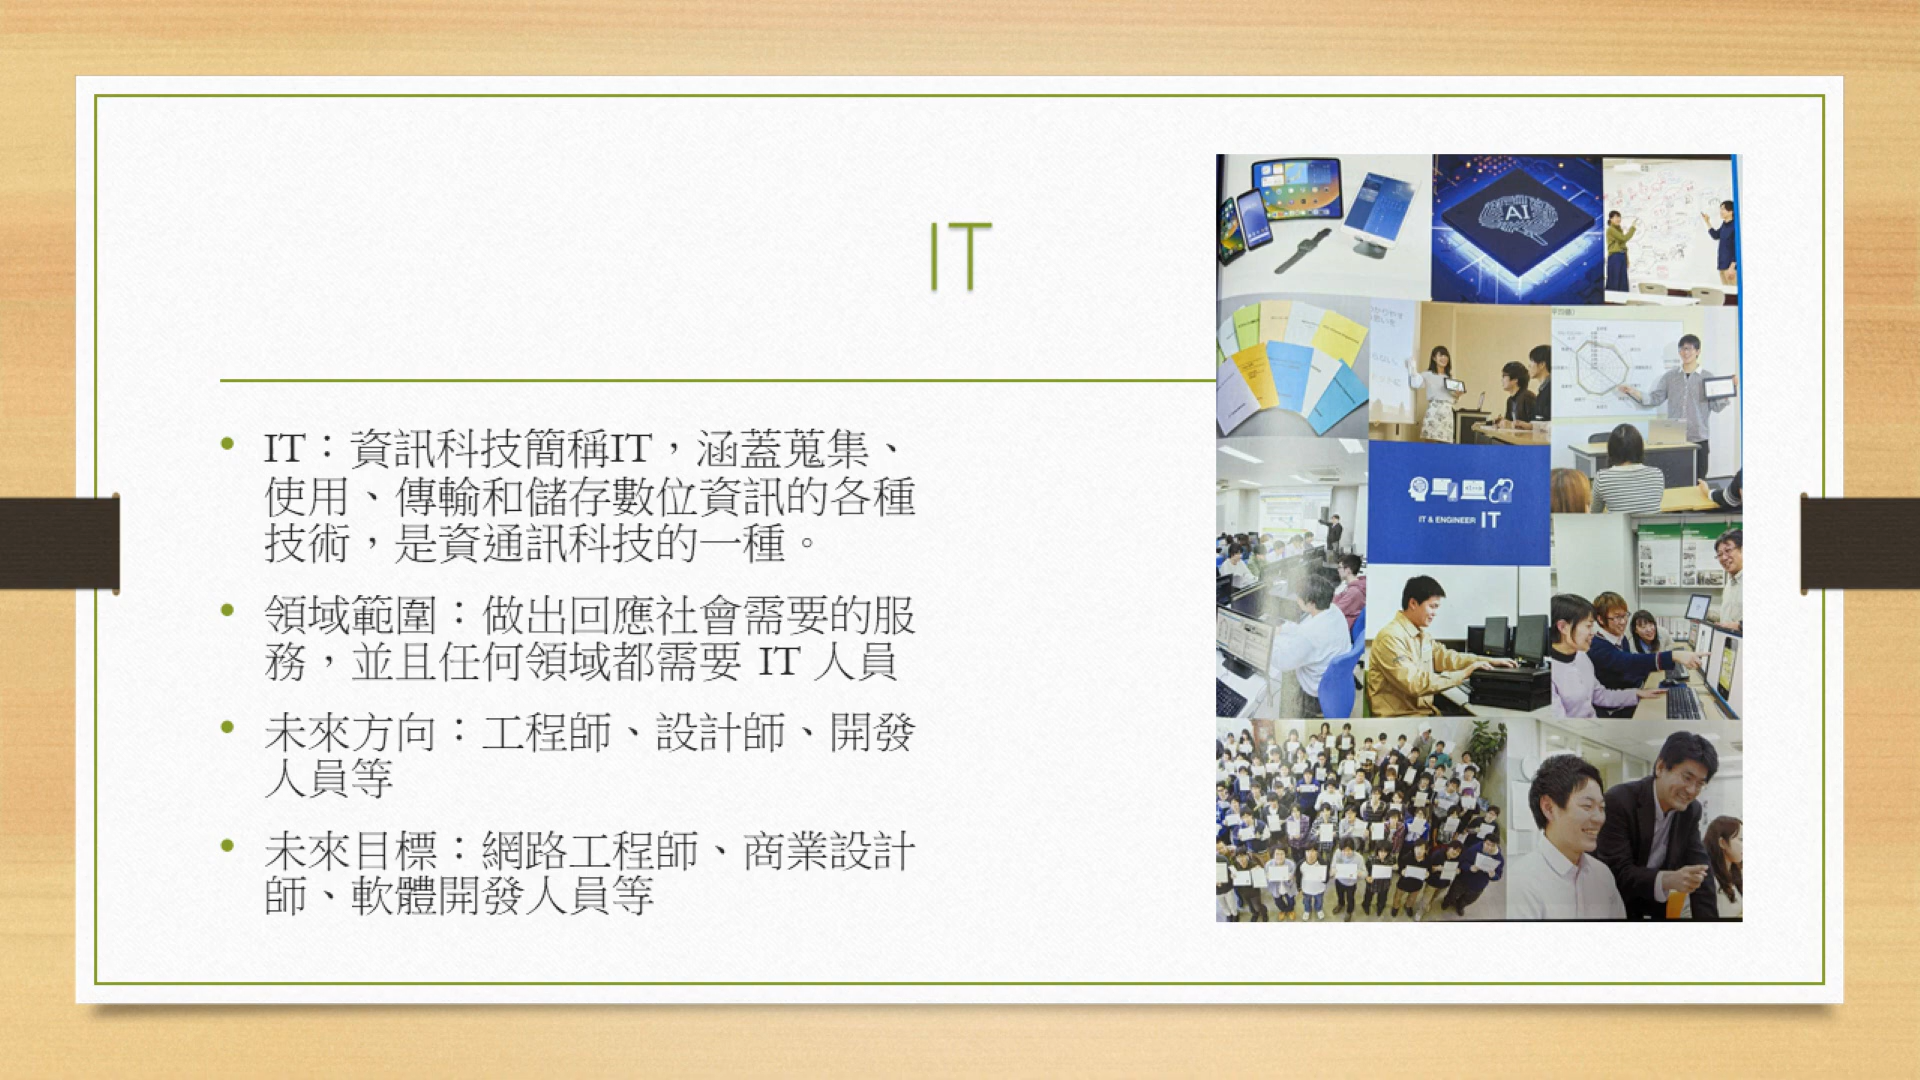 IT
IT：資訊科技簡稱IT，涵蓋蒐集、
使用、傳輸和儲存數位資訊的各種
技術，是資通訊科技的一種。
領域範圍：做出回應社會需要的服
務，並且任何領域都需要 IT 人員
未來方向：工程師、設計師、開發
人員等
未來目標：網路工程師、商業設計
師、軟體開發人員等
AI
IT & ENGINEER IT